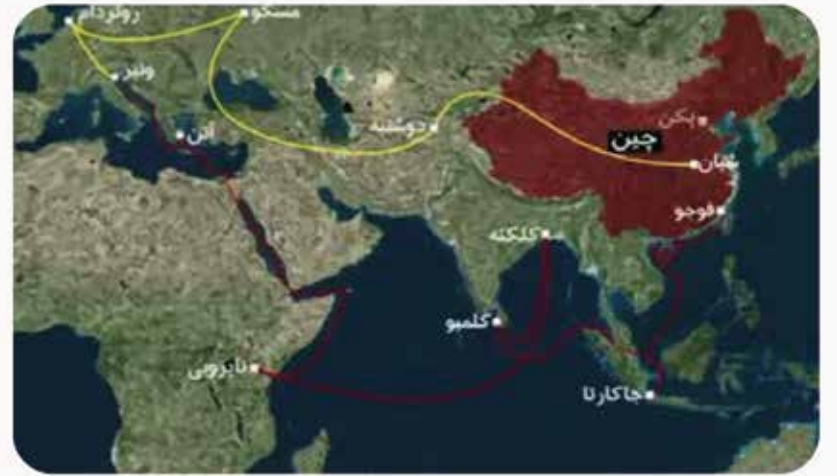 روتردام
مسکو
ونیز
آتن
دوشنبه
پکن
چین
شیان
فوجو
کلکته
کلمبو
نایروبی
جاکارتا